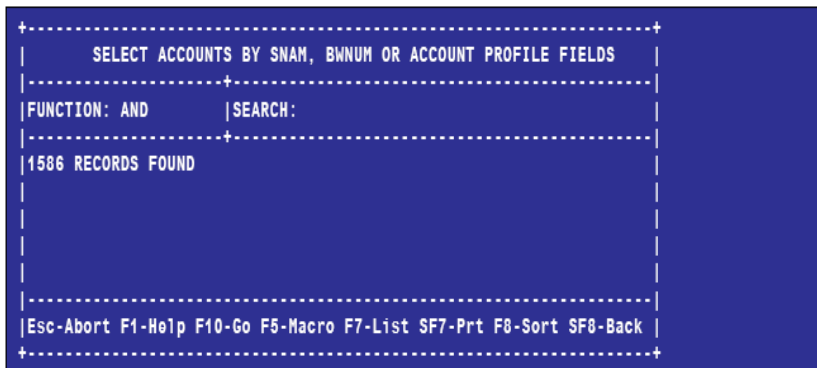 SELECT ACCOUNTS BY SNAM, BWNUM OR ACCOUNT PROFILE FIELDS
FUNCTION: AND |SEARCH:
1586 RECORDS FOUND
Esc-Abort F1-Help F10-Go F5-Macro F7-List SF7-Prt F8-Sort SF8-Back